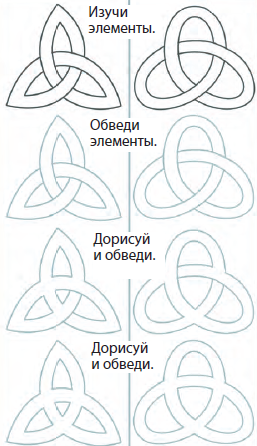 Изучи
элементы.
Обведи
элементы.
Дорисуй
и обведи.
Дорисуй
и обведи.